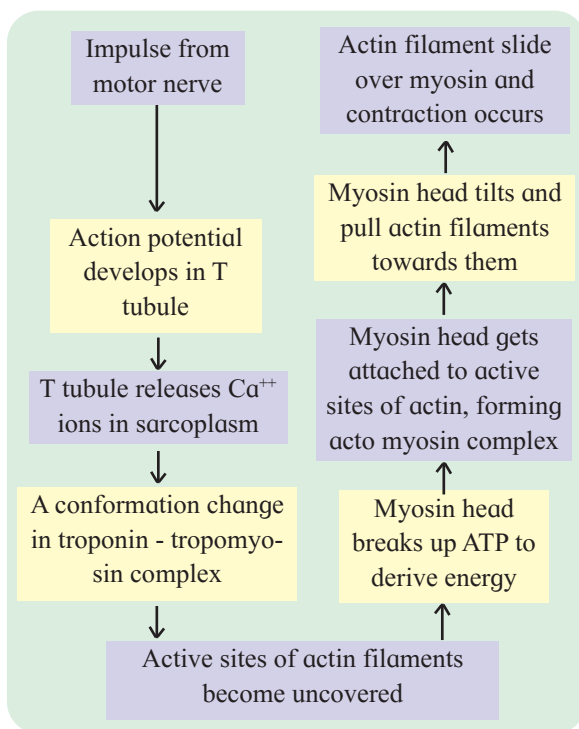 Impulse from
motor nerve
Action potential
develops in T
tubule
T tubule releases Ca⁺⁺
ions in sarcoplasm
A conformation change
in troponin - tropomyo-
sin complex
Active sites of actin filaments
become uncovered
Myosin head
breaks up ATP to
derive energy
Myosin head gets
attached to active
sites of actin, forming
acto myosin complex
Myosin head tilts and
pull actin filaments
towards them
Actin filament slide
over myosin and
contraction occurs